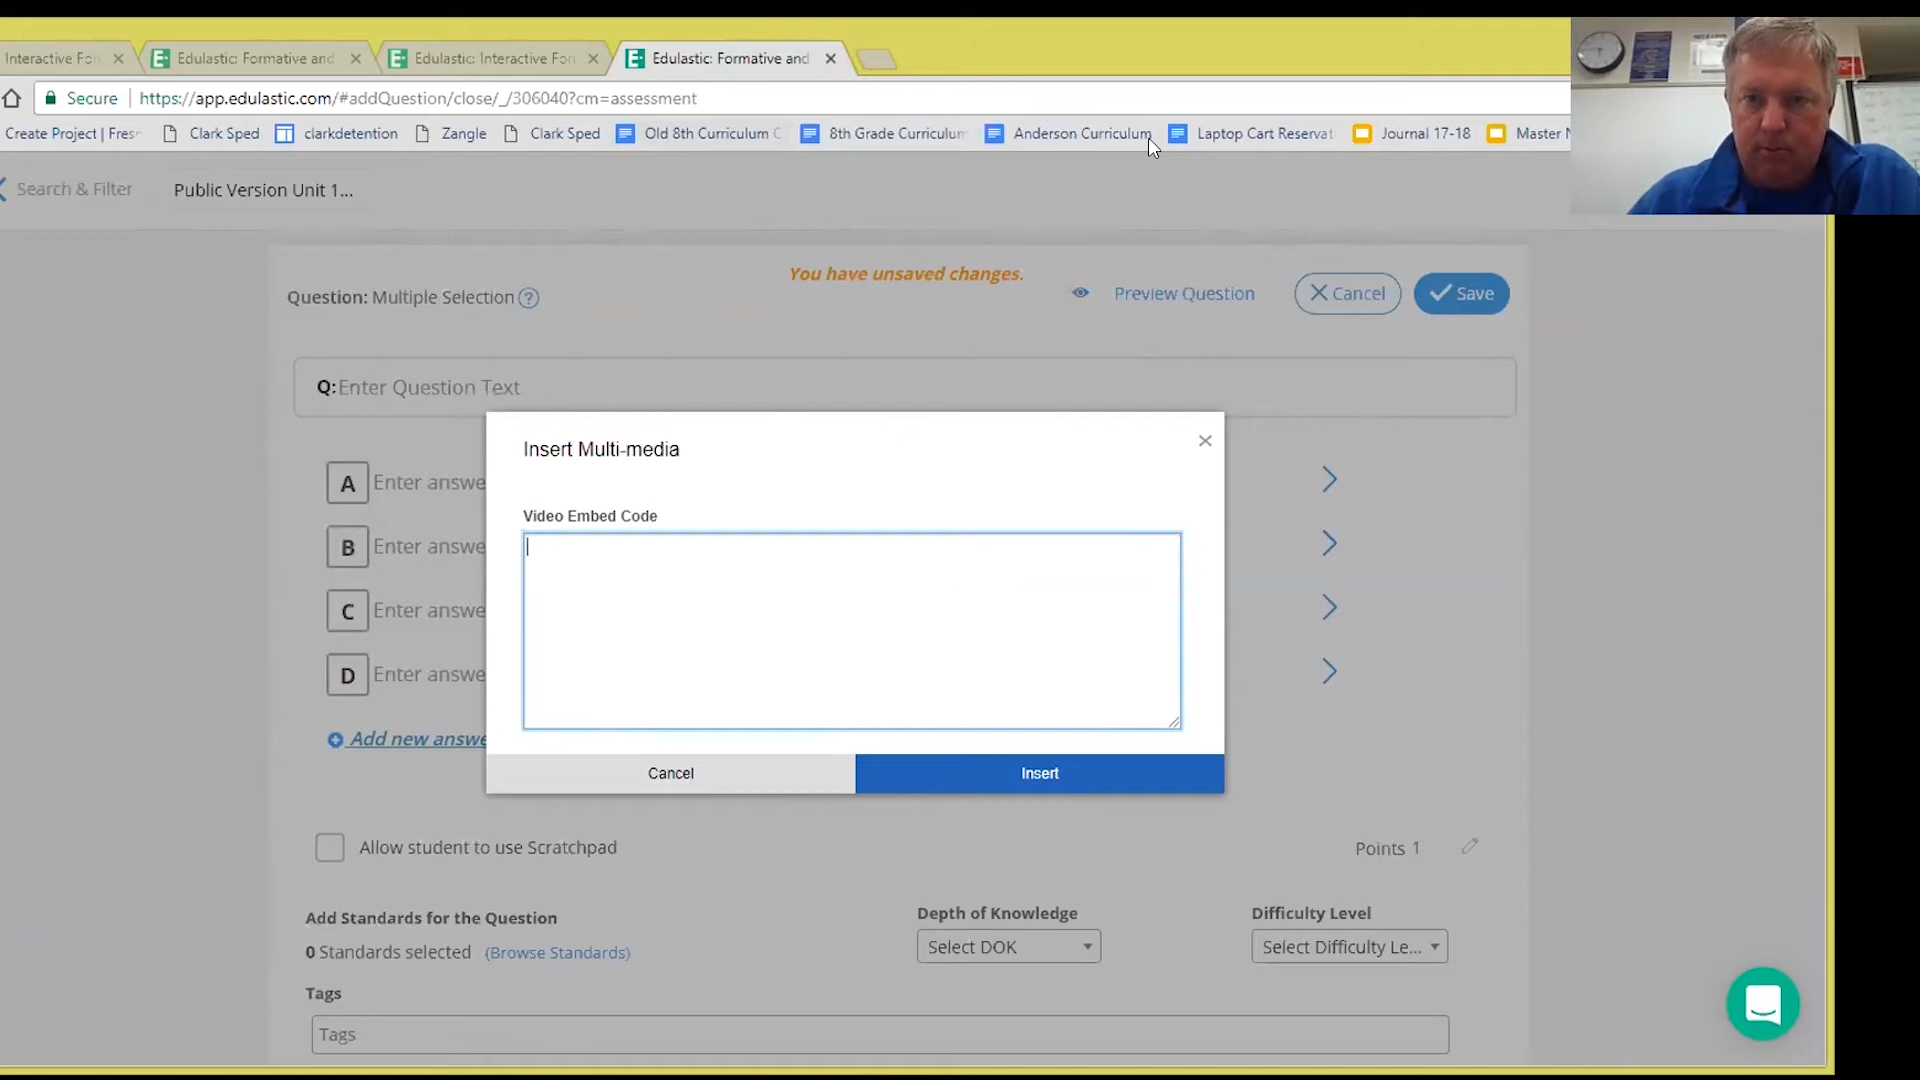 Interactive For
Edulastic: Formative and
Edulastic: Interactive For
Edulastic: Formative and
Secure
https://app.edulastic.com/#addQuestion/close/_/306040?cm=assessment
Create Project | Fres
Clark Sped
clarkdetention
Zangle
Clark Sped
Old 8th Curriculum C
8th Grade Curriculum
Anderson Curriculum
Laptop Cart Reservat
Journal 17-18
Master N
Search & Filter
Public Version Unit 1...
You have unsaved changes.
Question: Multiple Selection ?
Preview Question
Cancel
Save
Q: Enter Question Text
Insert Multi-media
Video Embed Code
A Enter answe
B Enter answe
C Enter answe
D Enter answe
Add new answe
Cancel
Insert
Allow student to use Scratchpad
Points 1
Add Standards for the Question
0 Standards selected (Browse Standards)
Depth of Knowledge
Select DOK
Difficulty Level
Select Difficulty Le...
Tags
Tags